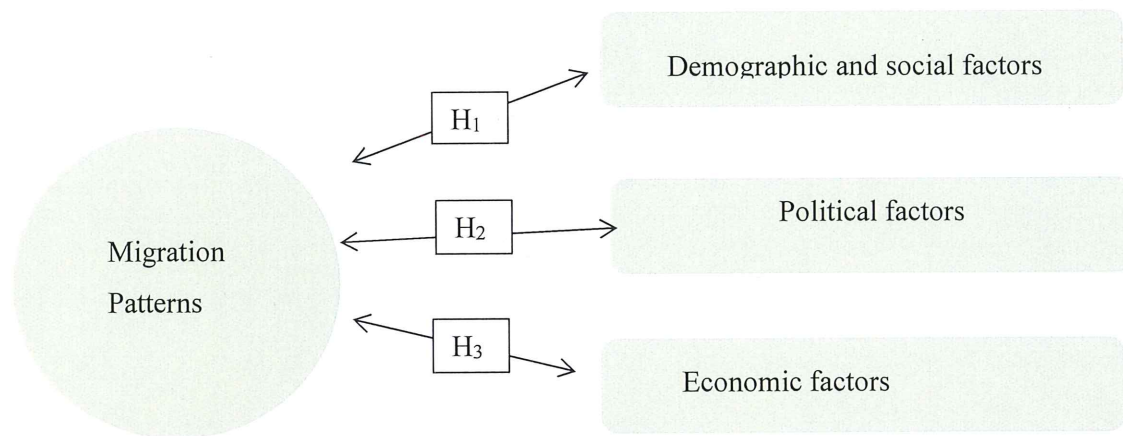 Demographic and social factors
H₁
Political factors
H₂
Migration
Patterns
H₃
Economic factors